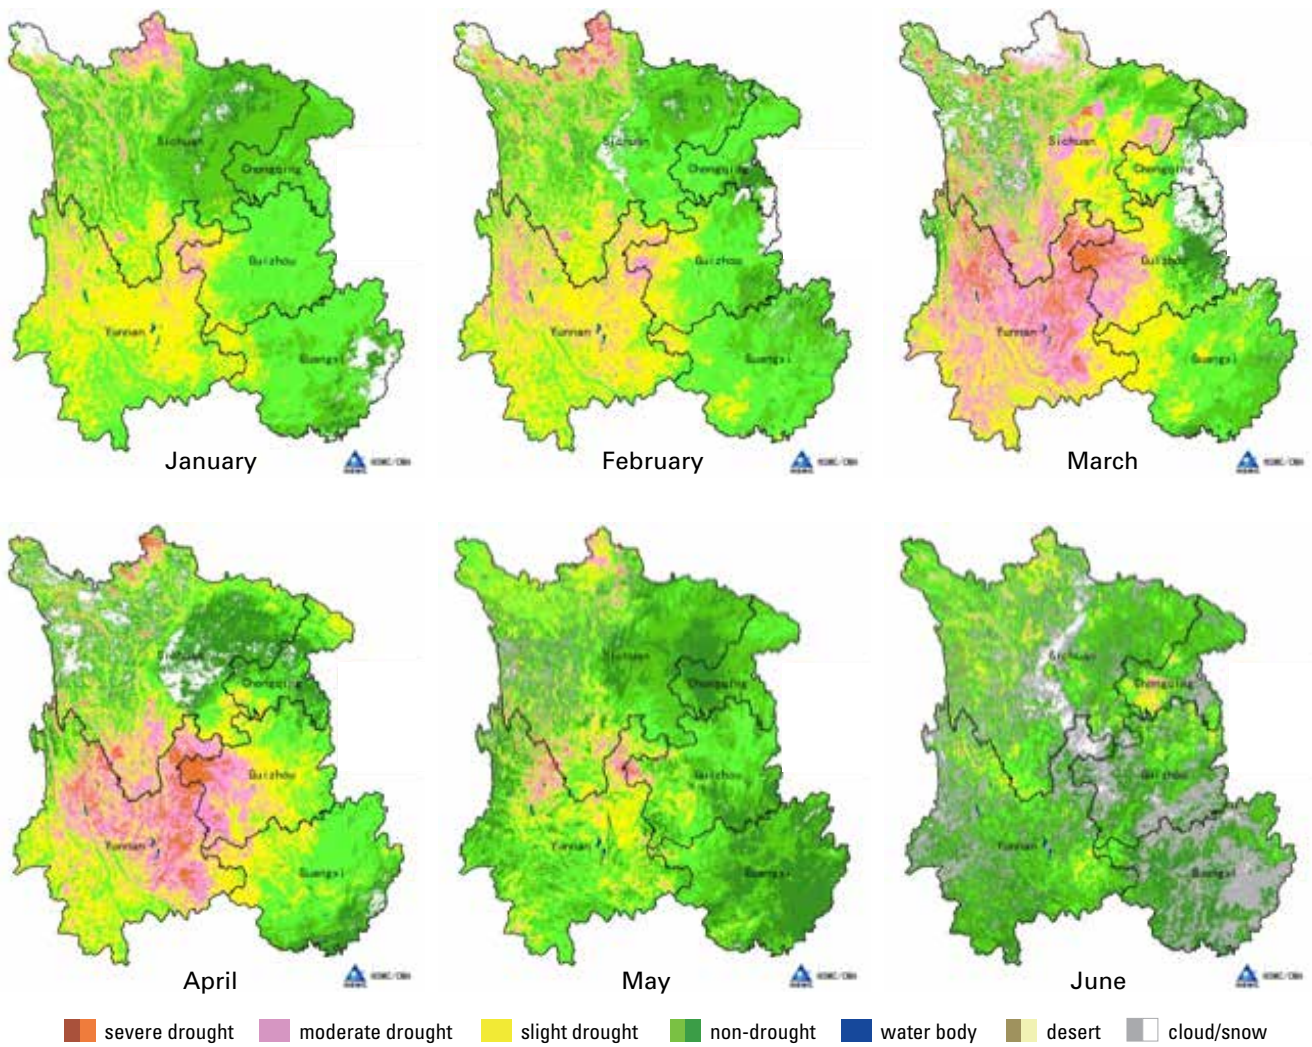 Sichuan
Chongqing
Guizhou
Yunnan
Guangxi
January
Sichuan
Chongqing
Guizhou
Yunnan
Guangxi
February
Sichuan
Chongqing
Guizhou
Yunnan
Guangxi
March
Chongqing
Guizhou
Yunnan
Guangxi
April
Sichuan
Chongqing
Guizhou
Yunnan
Guangxi
May
Sichuan
Chongqing
Guizhou
Yunnan
Guangxi
June
severe drought moderate drought slight drought non-drought water body desert cloud/snow